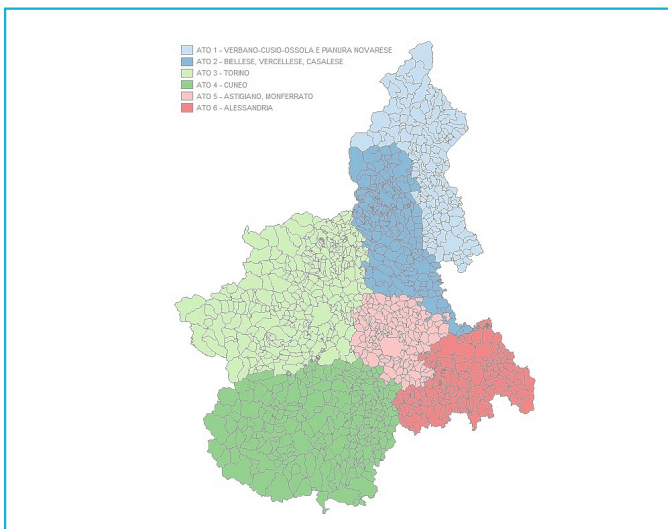 ATO 1 - VERBANO-CUSIO-OSSOLA E PIANURA NOVARESE
ATO 2 - BIELLESE, VERCELLESE, CASALESE
ATO 3 - TORINO
ATO 4 - CUNEO
ATO 5 - ASTIGIANO, MONFERRATO
ATO 6 - ALESSANDRIA